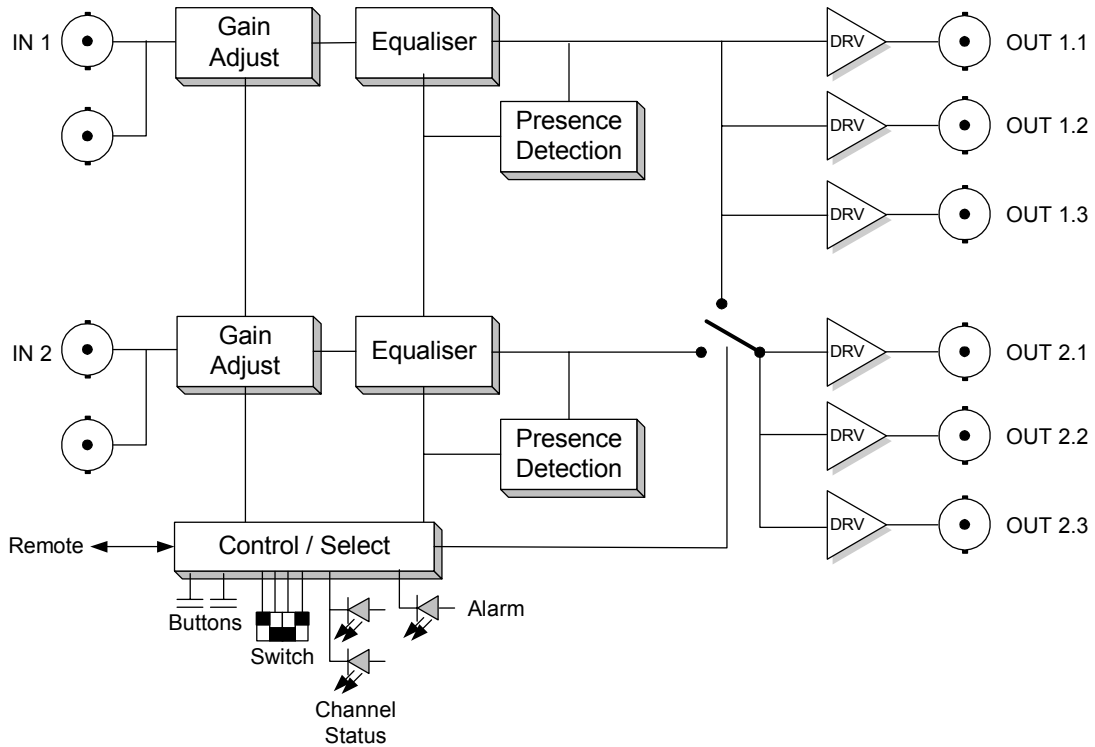 IN 1
Gain
Adjust
Equaliser
Presence
Detection
DRV
OUT 1.1
DRV
OUT 1.2
DRV
OUT 1.3
IN 2
Gain
Adjust
Equaliser
Presence
Detection
DRV
OUT 2.1
DRV
OUT 2.2
DRV
OUT 2.3
Remote
Control / Select
Buttons
Switch
Alarm
Channel
Status